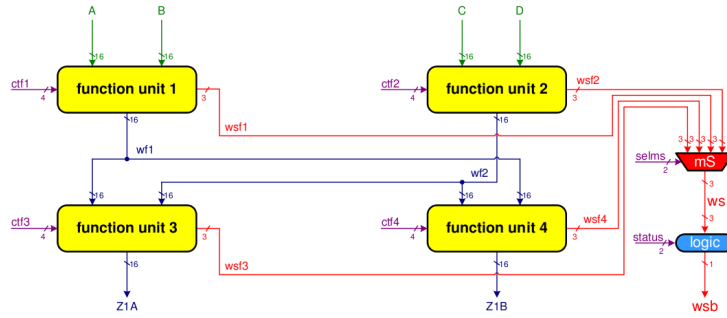 A B C D
16 16 16 16
ctf1 4 function unit 1 3 wsf1
ctf2 4 function unit 2 3 wsf2
16 16
3 3 3 3
wf1 wf2
selms 2 mS
3
ws
16 16 16 16
ctf3 4 function unit 3 3 wsf3
ctf4 4 function unit 4 3 wsf4
3
status 2 logic
16 16 1
Z1A Z1B wsb